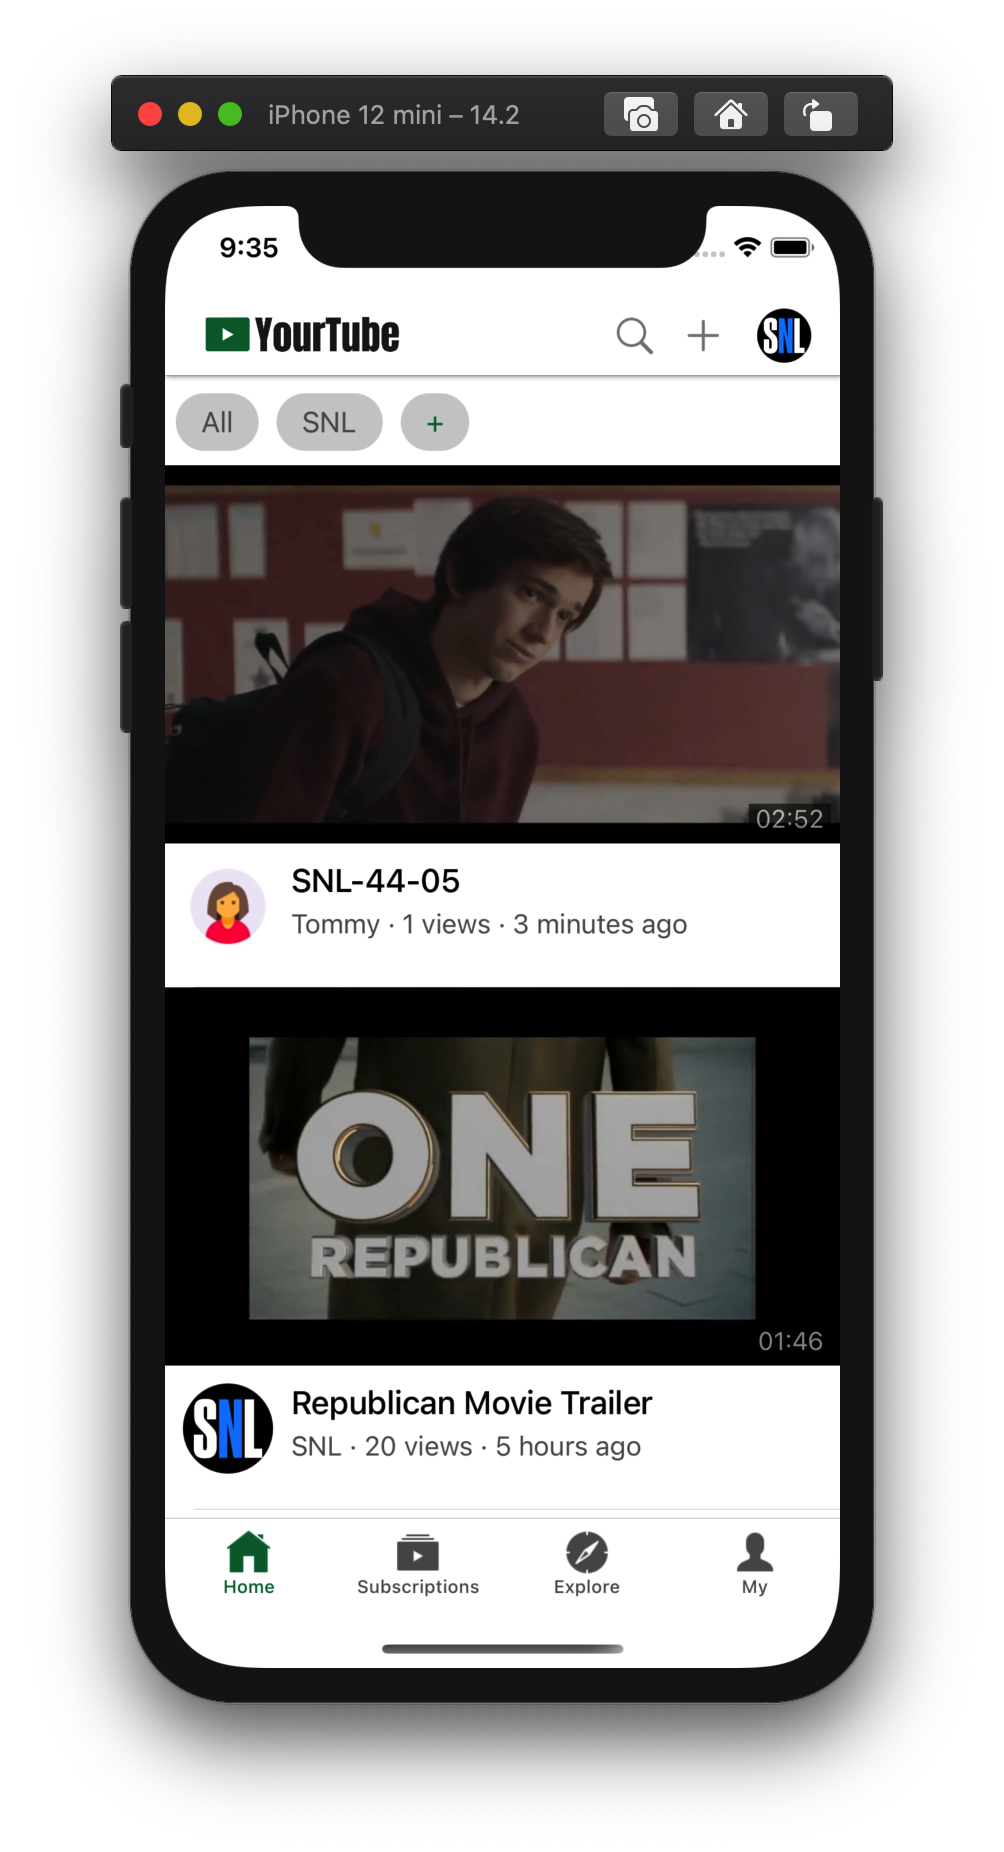 iPhone 12 mini – 14.2
9:35
YourTube
SNL
All
SNL
+
02:52
SNL-44-05
Tommy · 1 views · 3 minutes ago
ONE
REPUBLICAN
01:46
SNL
Republican Movie Trailer
SNL · 20 views · 5 hours ago
Home
Subscriptions
Explore
My